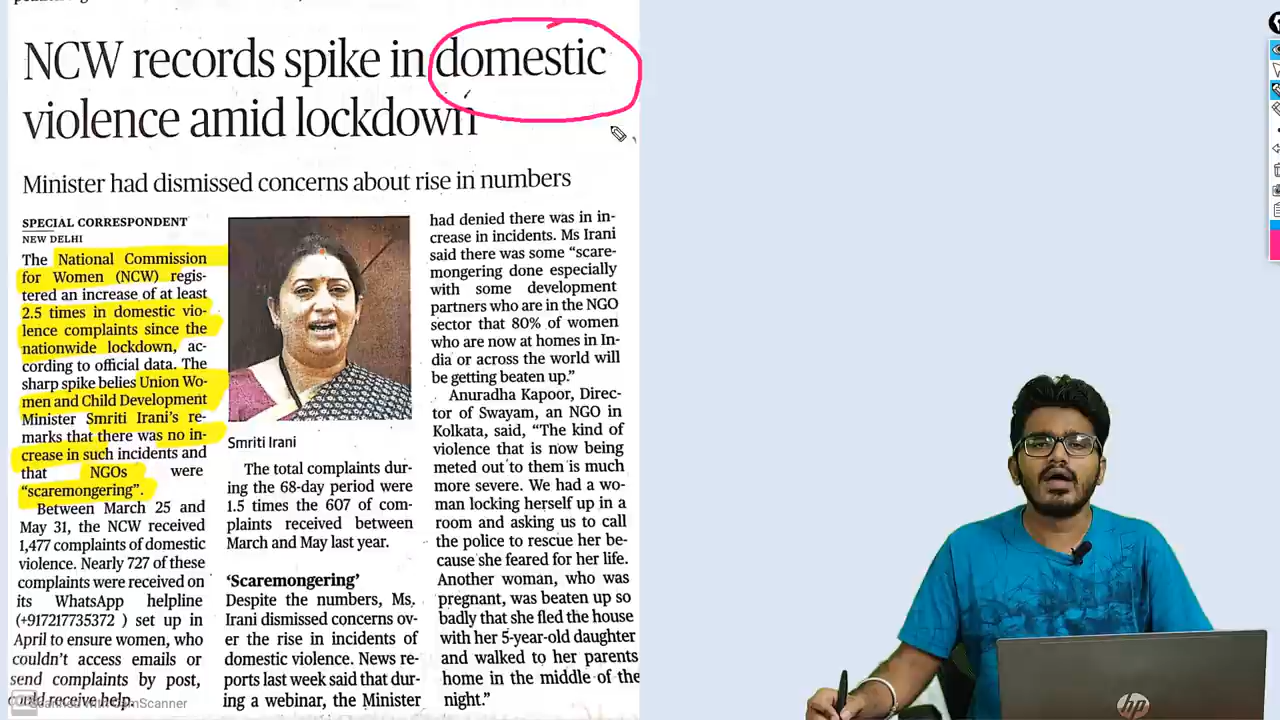 NCW records spike in domestic
violence amid lockdown
Minister had dismissed concerns about rise in numbers
SPECIAL CORRESPONDENT
NEW DELHI
The National Commission
for Women (NCW) regis-
tered an increase of at least
2.5 times in domestic vio-
lence complaints since the
nationwide lockdown, ac-
cording to official data. The
sharp spike belies Union Wo-
men and Child Development
Minister Smriti Irani's re-
marks that there was no in-
crease in such incidents and
that NGOs were
"scaremongering".
Between March 25 and
May 31, the NCW received
1,477 complaints of domestic
violence. Nearly 727 of these
complaints were received on
its WhatsApp helpline
(+917217735372 ) set up in
April to ensure women, who
couldn't access emails or
send complaints by post,
could receive help.
Smriti Irani
The total complaints dur-
ing the 68-day period were
1.5 times the 607 of com-
plaints received between
March and May last year.
'Scaremongering'
Despite the numbers, Ms.
Irani dismissed concerns ov-
er the rise in incidents of
domestic violence. News re-
ports last week said that dur-
ing a webinar, the Minister
had denied there was in in-
crease in incidents. Ms Irani
said there was some "scare-
mongering done especially
with some development
partners who are in the NGO
sector that 80% of women
who are now at homes in In-
dia or across the world will
be getting beaten up."
Anuradha Kapoor, Direc-
tor of Swayam, an NGO in
Kolkata, said, "The kind of
violence that is now being
meted out to them is much
more severe. We had a wo-
man locking herself up in a
room and asking us to call
the police to rescue her be-
cause she feared for her life.
Another woman, who was
pregnant, was beaten up so
badly that she fled the house
with her 5-year-old daughter
and walked to her parents
home in the middle of the
night."
Scanned with CamScanner
hp